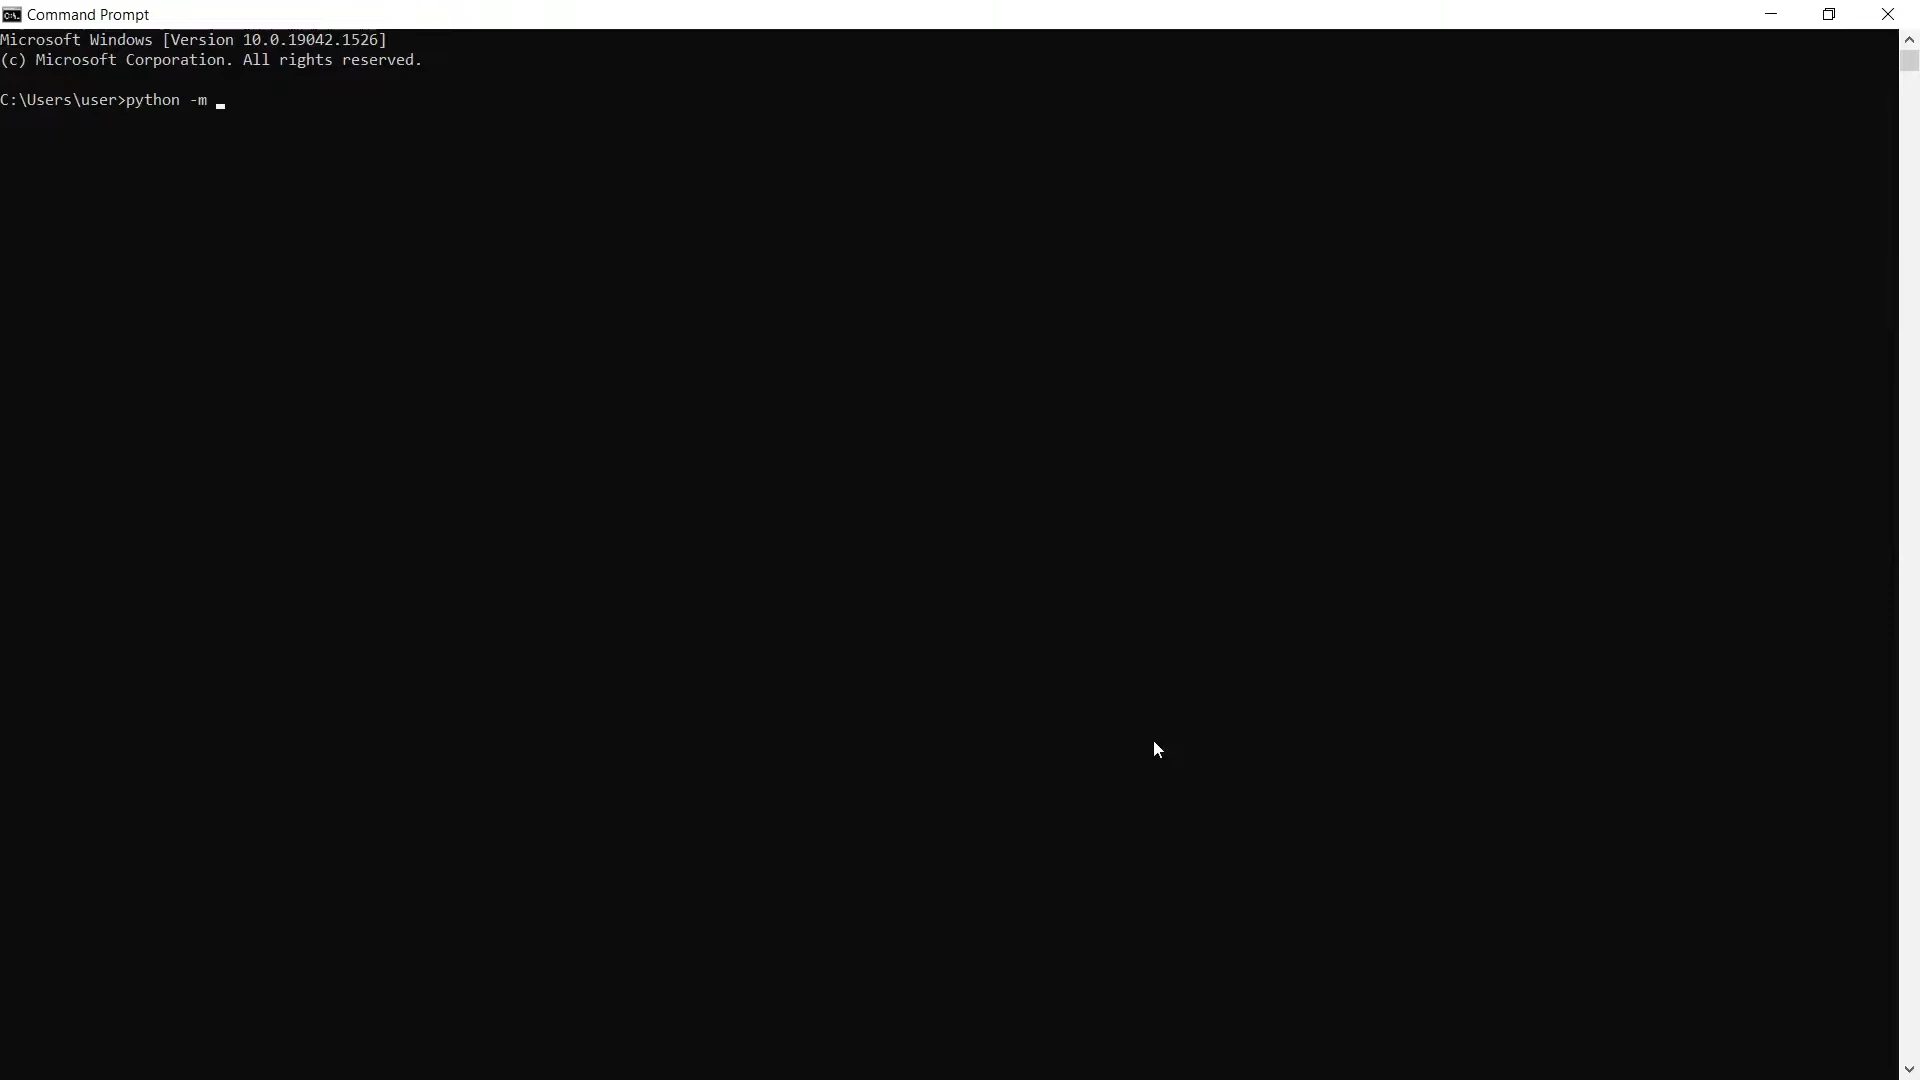 Command Prompt
Microsoft Windows [Version 10.0.19042.1526]
(c) Microsoft Corporation. All rights reserved.
C:\Users\user>python -m